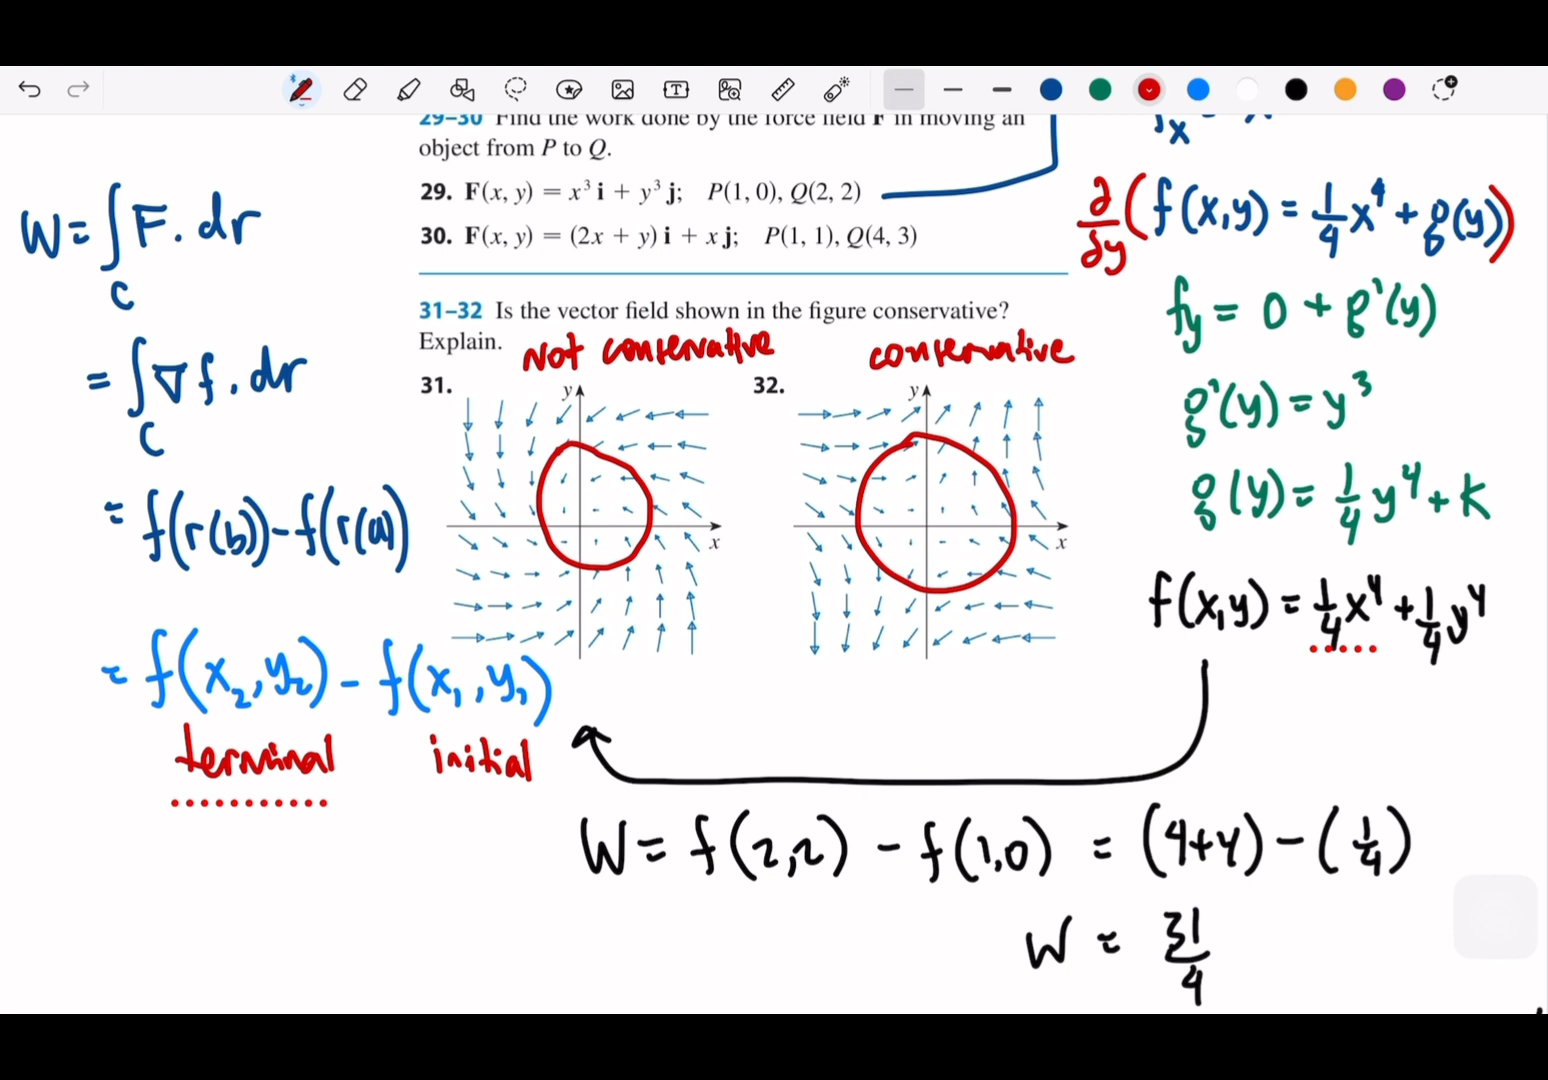 29–30 Find the work done by the force field F in moving an
object from P to Q.
29. F(x, y) = x³ i + y³ j; P(1, 0), Q(2, 2)
30. F(x, y) = (2x + y) i + x j; P(1, 1), Q(4, 3)
31–32 Is the vector field shown in the figure conservative?
Explain.
Not conservative
conservative
31.
y
x
32.
y
x
W = ∫_C F · dr
= ∫_C ∇f · dr
= f(r(b)) - f(r(a))
= f(x₂, y₂) - f(x₁, y₁)
terminal initial
∂/∂y (f(x,y) = 1/4 x⁴ + g(y))
fy = 0 + g'(y)
g'(y) = y³
g(y) = 1/4 y⁴ + K
f(x,y) = 1/4 x⁴ + 1/4 y⁴
W = f(2,2) - f(1,0) = (4+4) - (1/4)
W = 31/4